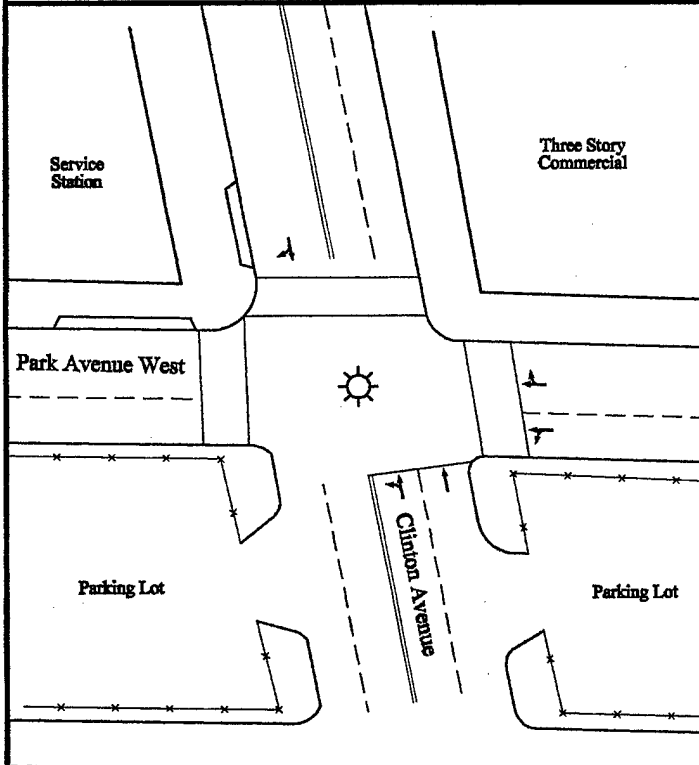 Service
Station
Three Story
Commercial
Park Avenue West
Clinton Avenue
Parking Lot
Parking Lot